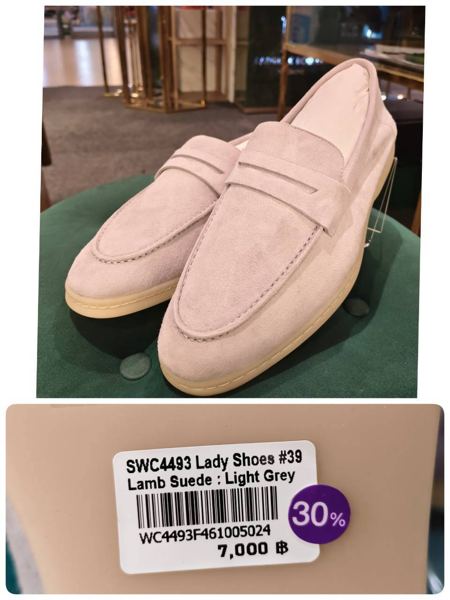 SWC4493 Lady Shoes #39
Lamb Suede : Light Grey
WC4493F461005024
7,000 ฿
30%